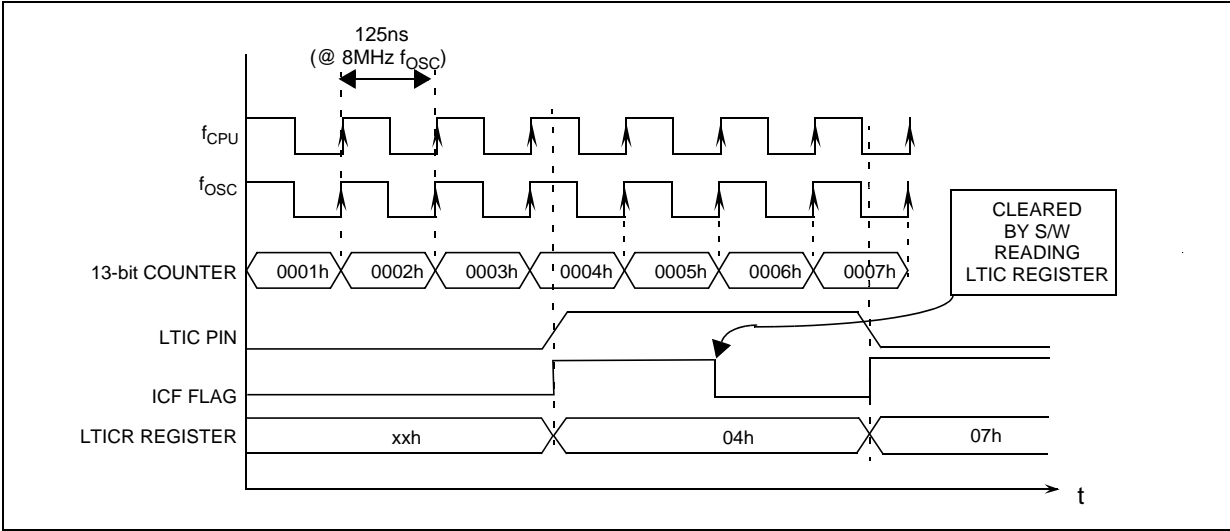 125ns
(@ 8MHz fOSC)
fCPU
fOSC
CLEARED
BY S/W
READING
LTIC REGISTER
13-bit COUNTER
0001h
0002h
0003h
0004h
0005h
0006h
0007h
LTIC PIN
ICF FLAG
LTICR REGISTER
xxh
04h
07h
t